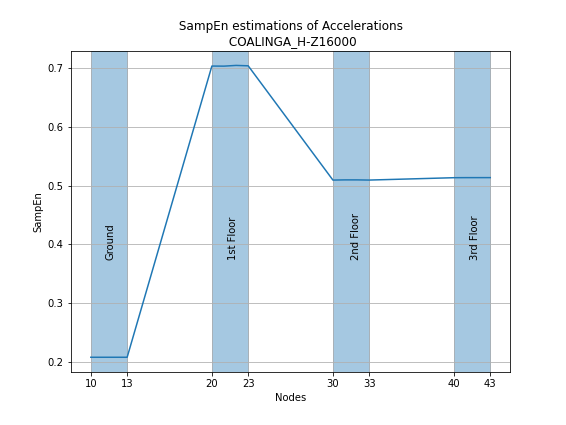 SampEn estimations of Accelerations
COALINGA_H-Z16000
SampEn
0.7
0.6
0.5
0.4
0.3
0.2
Ground
1st Floor
2nd Floor
3rd Floor
10 13 20 23 30 33 40 43
Nodes